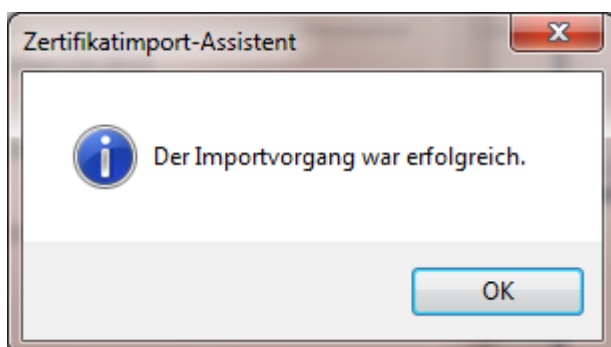 Zertifikatimport-Assistent
Der Importvorgang war erfolgreich.
OK